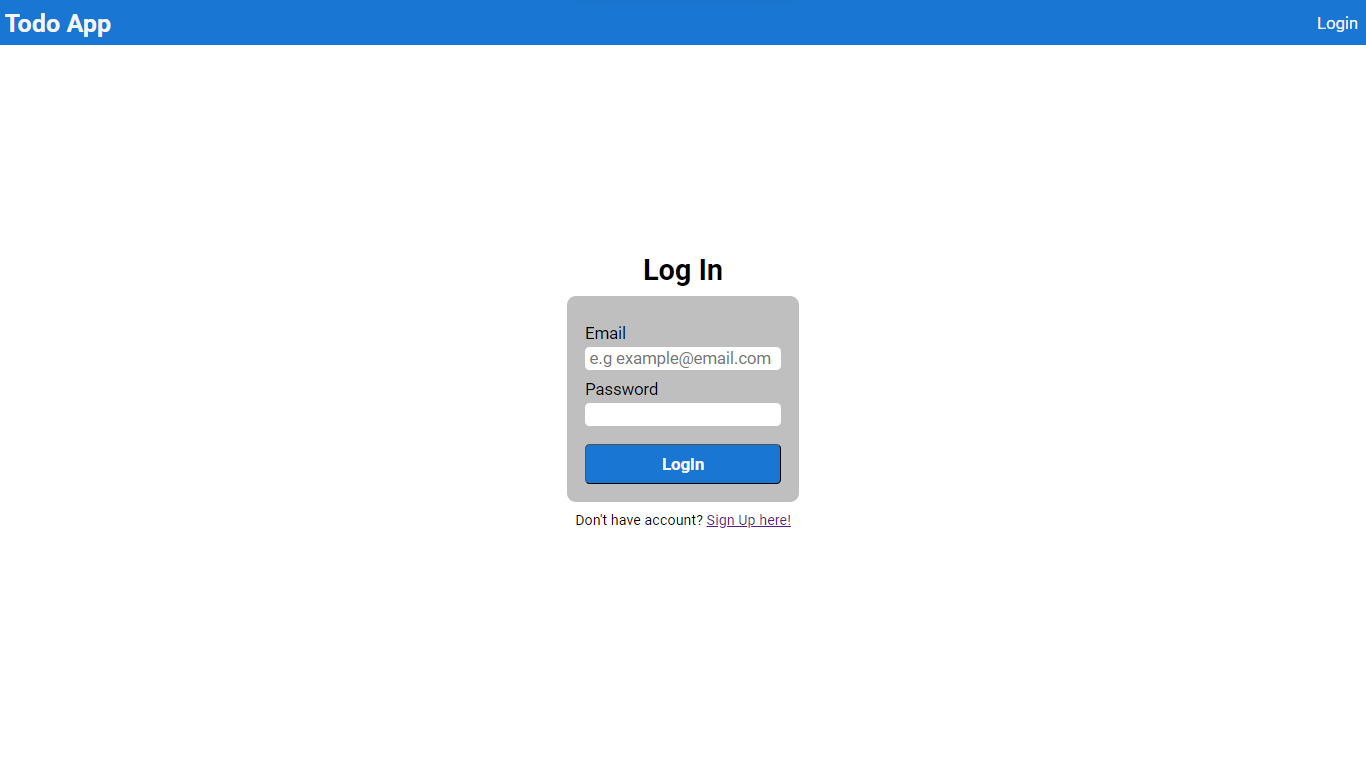 Todo App
Login
Log In
Email
e.g example@email.com
Password
LogIn
Don't have account? Sign Up here!